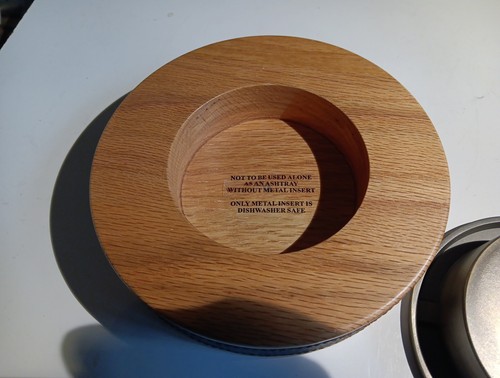 NOT TO BE USED ALONE
AS AN ASHTRAY
WITHOUT METAL INSERT
ONLY METAL INSERT IS
DISHWASHER SAFE